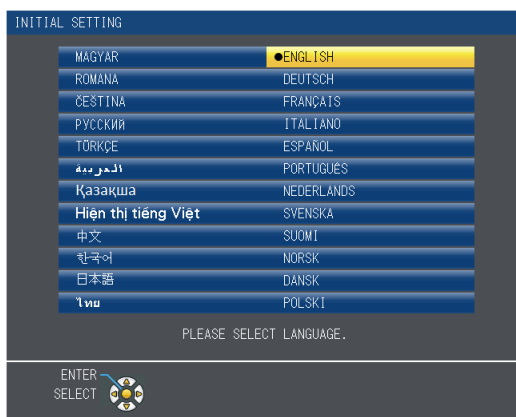 INITIAL SETTING
MAGYAR ●ENGLISH
ROMÀNA DEUTSCH
ČEŠTINA FRANÇAIS
РУССКИЙ ITALIANO
TÜRKÇE ESPAÑOL
العربية PORTUGUÊS
Қазақша NEDERLANDS
Hiện thị tiếng Việt SVENSKA
中文 SUOMI
한국어 NORSK
日本語 DANSK
ไทย POLSKI
PLEASE SELECT LANGUAGE.
ENTER
SELECT